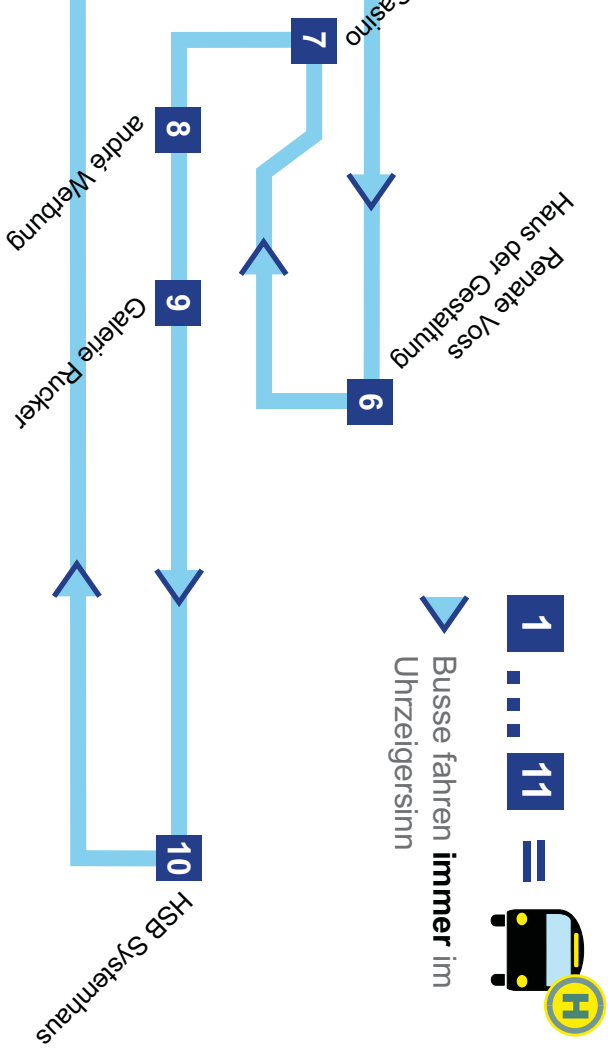 1 ... 11 = H
Busse fahren immer im
Uhrzeigersinn
Renate Voss
Haus der Gestaltung
6
7
8
andré Werbung
9
Galerie Rucker
10
HSB Systemhaus